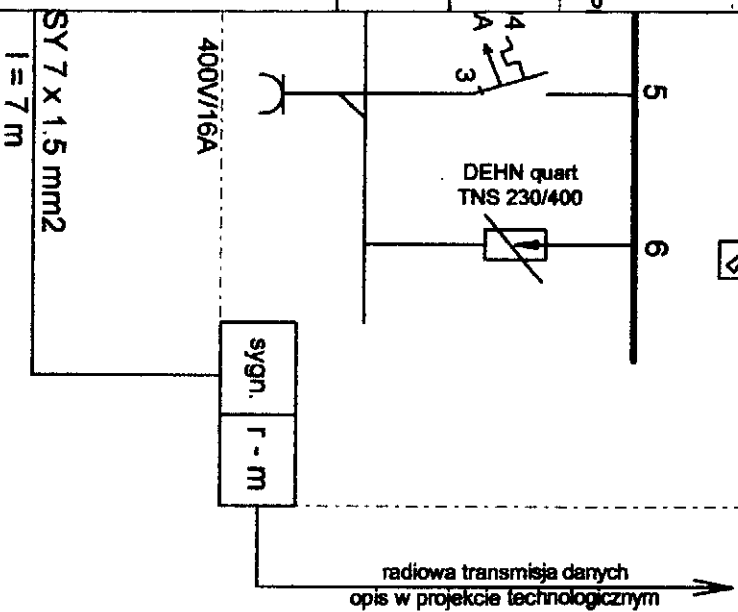 4
A
3
5
400V/16A
DEHN quart
TNS 230/400
6
SY 7 x 1.5 mm2
l = 7 m
sygn.
r - m
radiowa transmisja danych
opis w projekcie technologicznym